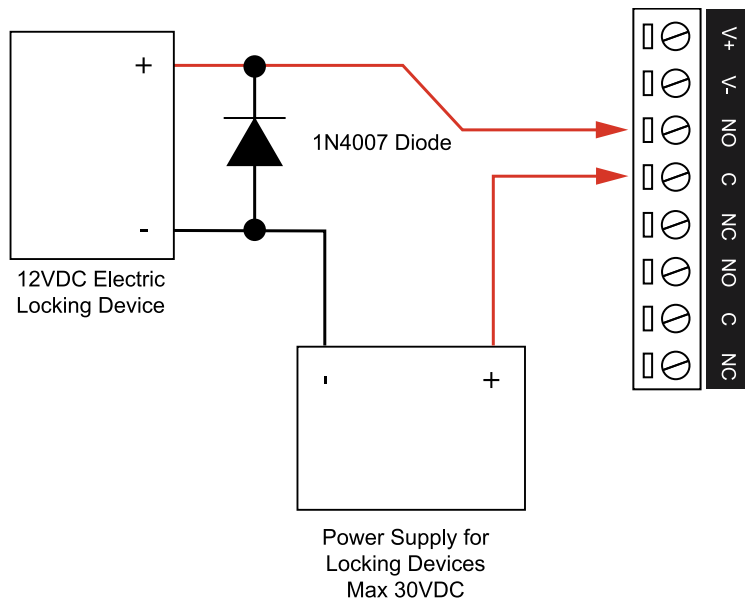 +
-
12VDC Electric
Locking Device
1N4007 Diode
- +
Power Supply for
Locking Devices
Max 30VDC
V+
V-
NO
C
NC
NO
C
NC